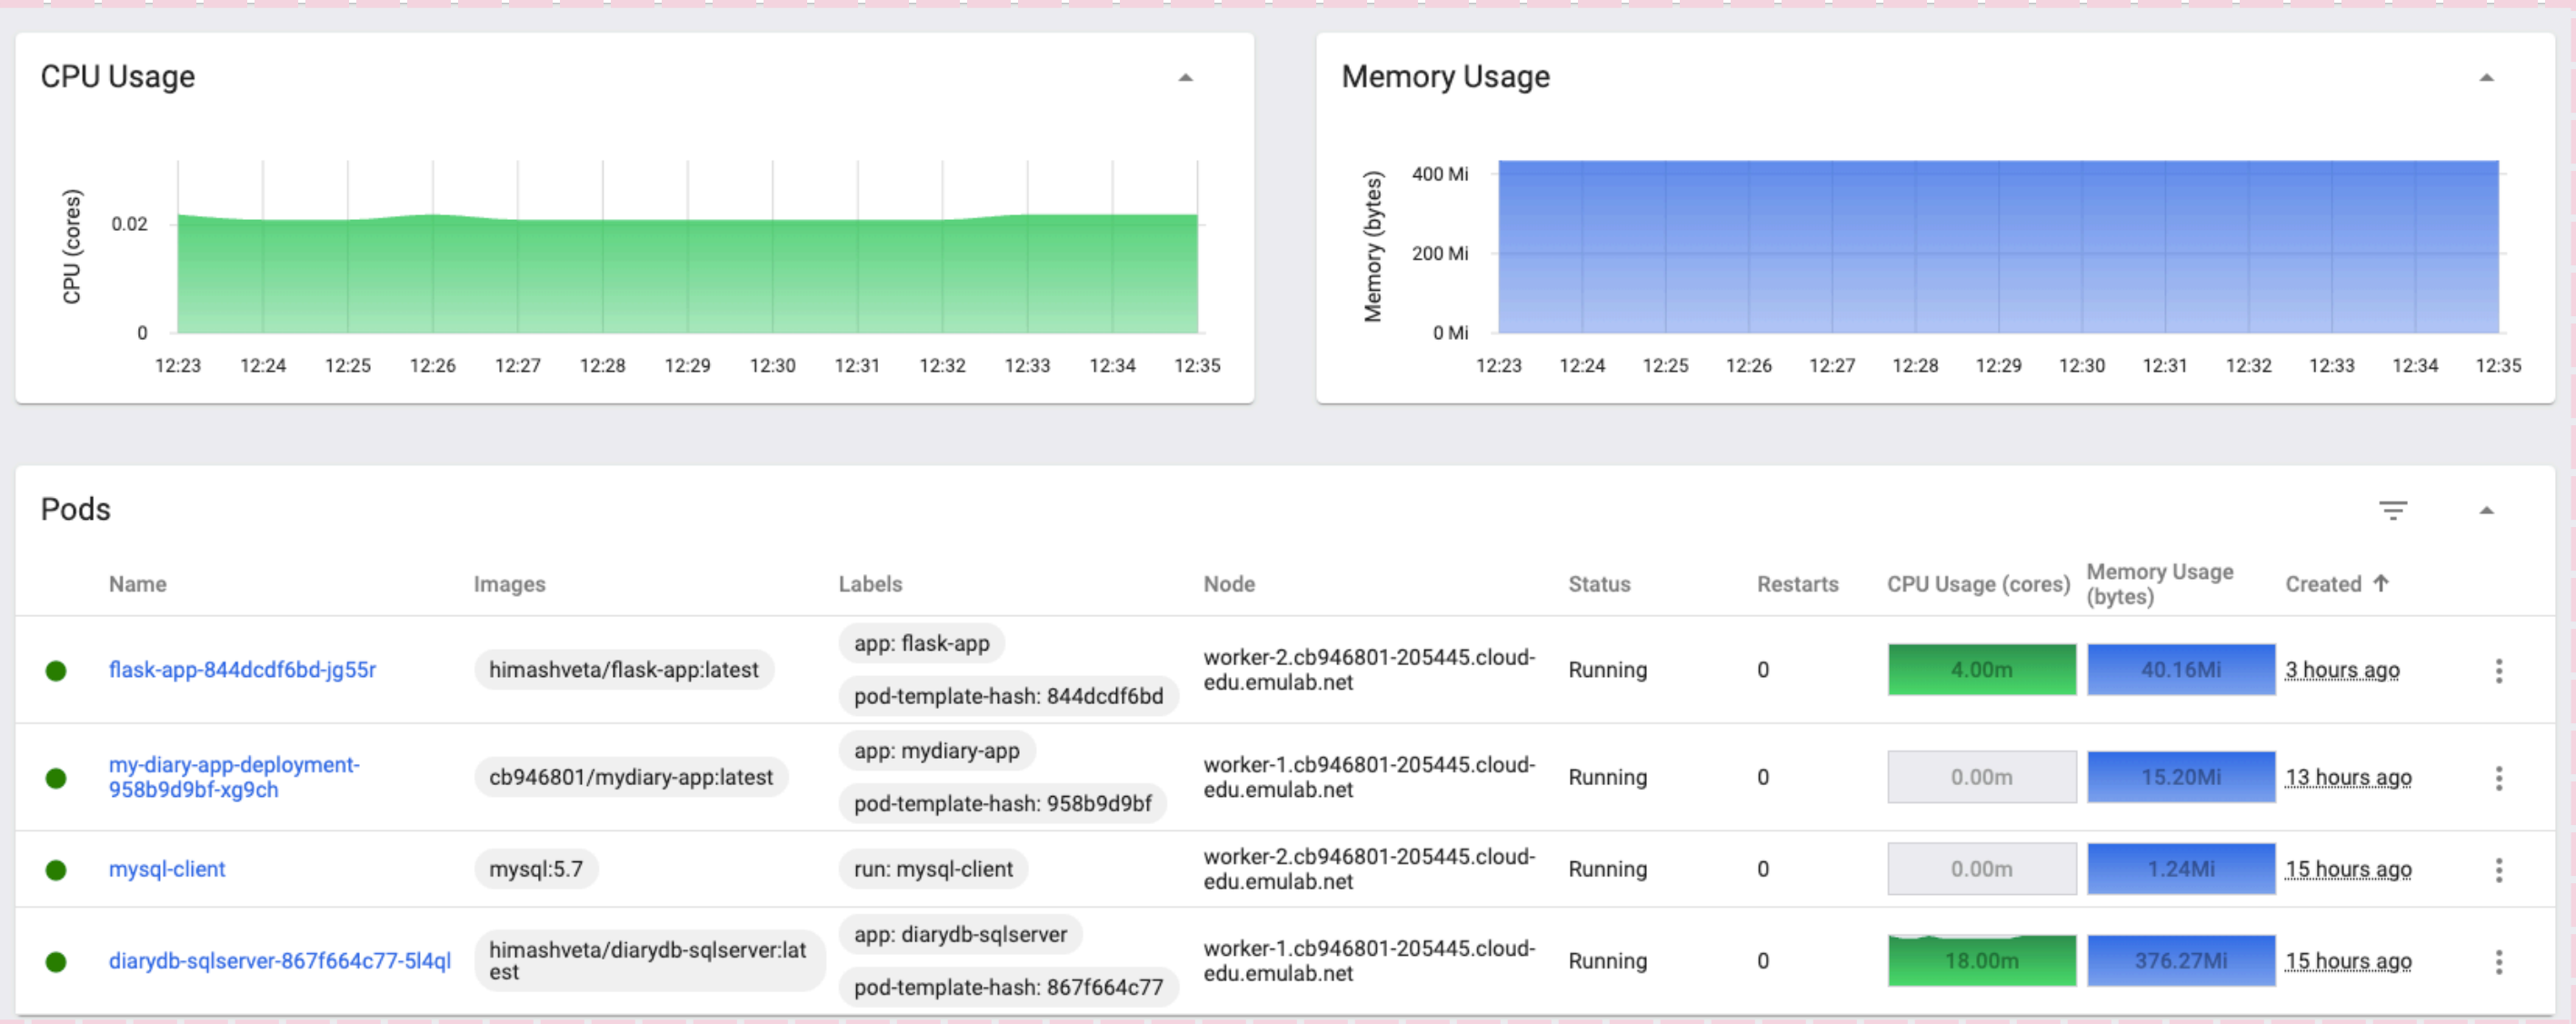 CPU Usage
Memory Usage
CPU (cores)
0.02
0
12:23 12:24 12:25 12:26 12:27 12:28 12:29 12:30 12:31 12:32 12:33 12:34 12:35
Memory (bytes)
400 Mi
200 Mi
0 Mi
12:23 12:24 12:25 12:26 12:27 12:28 12:29 12:30 12:31 12:32 12:33 12:34 12:35
Pods
Name Images Labels Node Status Restarts CPU Usage (cores) Memory Usage (bytes) Created
flask-app-844dcdf6bd-jg55r
himashveta/flask-app:latest
app: flask-app
pod-template-hash: 844dcdf6bd
worker-2.cb946801-205445.cloud-
edu.emulab.net
Running
0
4.00m
40.16Mi
3 hours ago
my-diary-app-deployment-
958b9d9bf-xg9ch
cb946801/mydiary-app:latest
app: mydiary-app
pod-template-hash: 958b9d9bf
worker-1.cb946801-205445.cloud-
edu.emulab.net
Running
0
0.00m
15.20Mi
13 hours ago
mysql-client
mysql:5.7
run: mysql-client
worker-2.cb946801-205445.cloud-
edu.emulab.net
Running
0
0.00m
1.24Mi
15 hours ago
diarydb-sqlserver-867f664c77-5l4ql
himashveta/diarydb-sqlserver:lat
est
app: diarydb-sqlserver
pod-template-hash: 867f664c77
worker-1.cb946801-205445.cloud-
edu.emulab.net
Running
0
18.00m
376.27Mi
15 hours ago